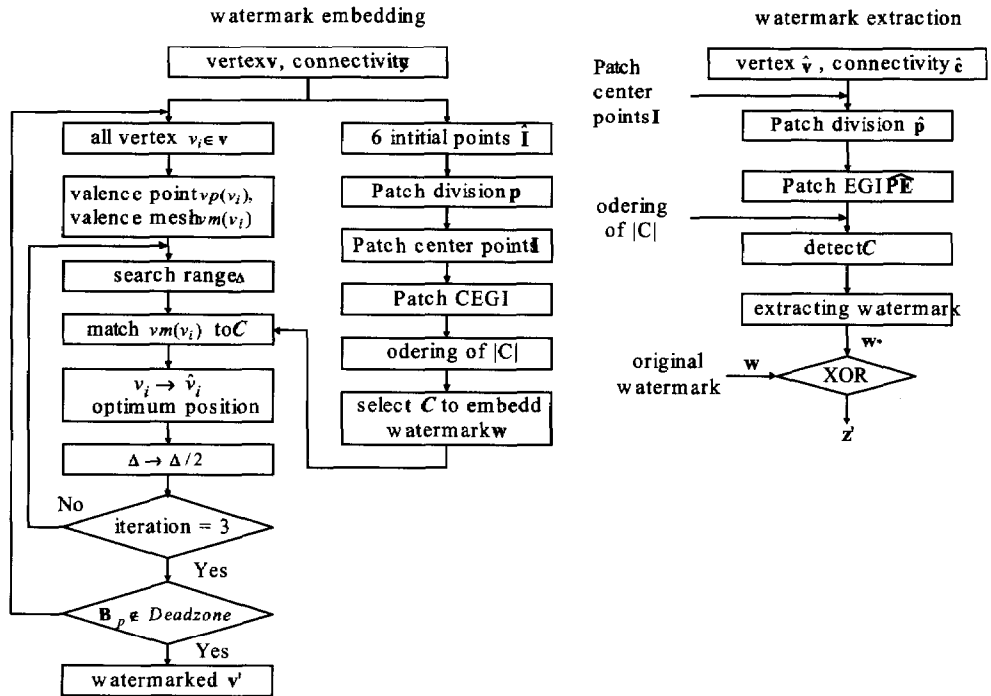 watermark embedding
vertex v, connectivity y
all vertex vᵢ ∈ v
valence point vp(vᵢ),
valence mesh vm(vᵢ)
search range Δ
match vm(vᵢ) to C
vᵢ → v̂ᵢ
optimum position
Δ → Δ/2
No
iteration = 3
Yes
B_p ∉ Deadzone
Yes
watermarked v'
6 intitial points Î
Patch division p
Patch center points I
Patch CEGI
odering of |C|
select C to embedd
watermark w
watermark extraction
vertex v̂ , connectivity ĉ
Patch
center
points I
Patch division p̂
Patch EGI P̂E
odering
of |C|
detect C
extracting watermark
w*
original
watermark
w
XOR
z'